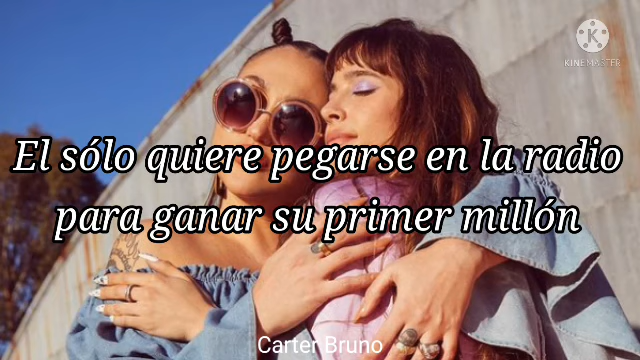 KINEMASTER
El sólo quiere pegarse en la radio
para ganar su primer millón
Carter Bruno